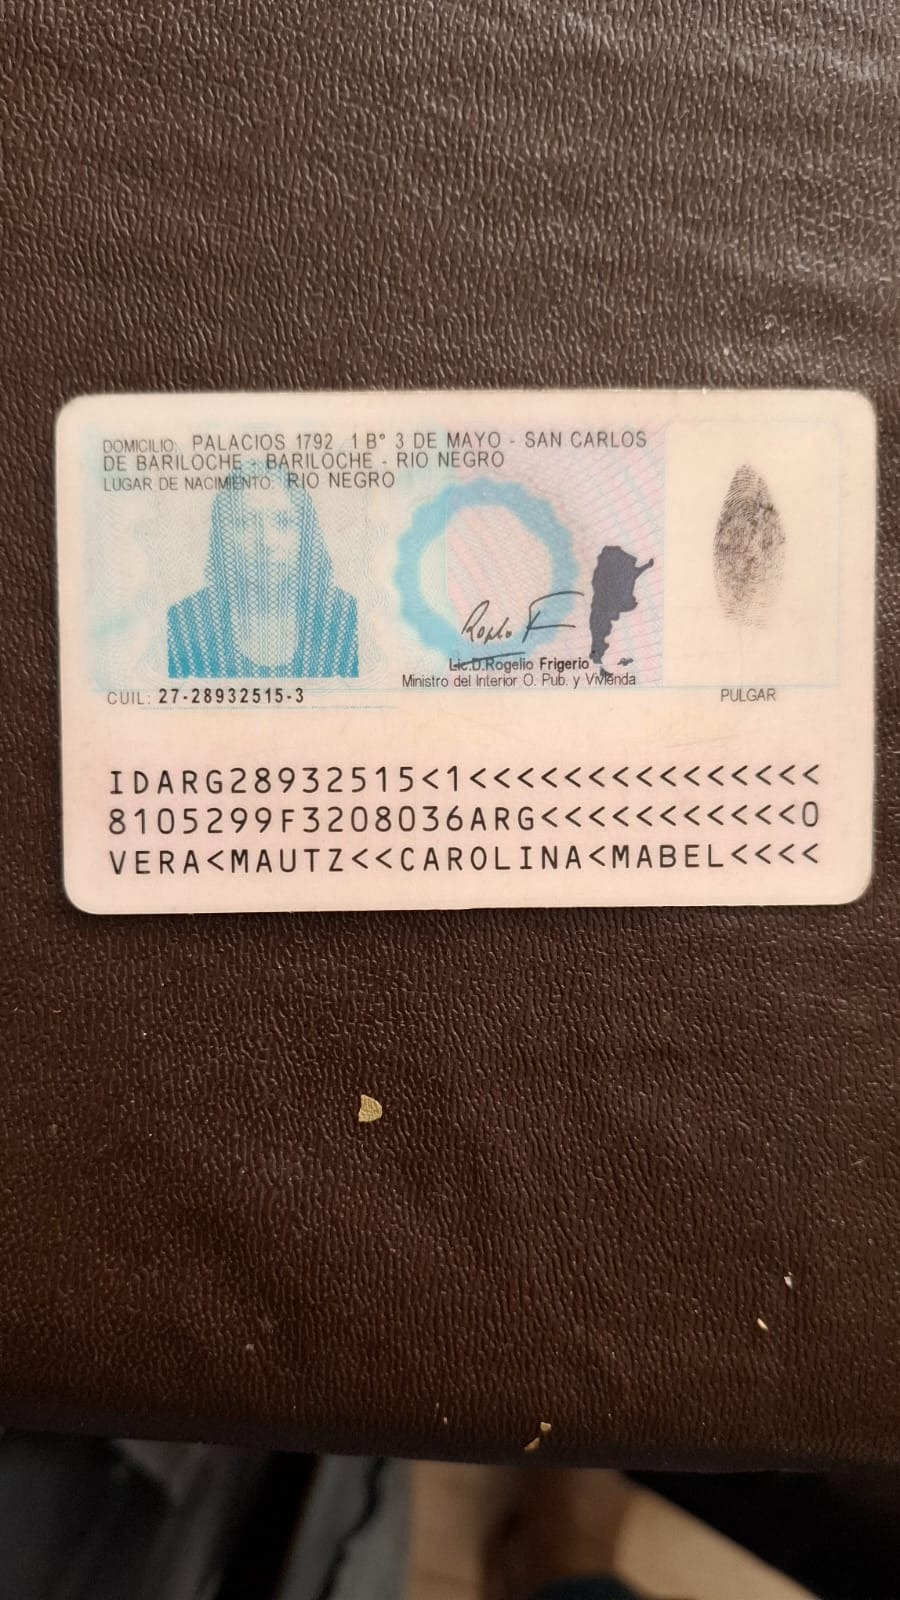 DOMICILIO: PALACIOS 1792 1 B° 3 DE MAYO - SAN CARLOS
DE BARILOCHE - BARILOCHE - RIO NEGRO
LUGAR DE NACIMIENTO: RIO NEGRO
Lic.D.Rogelio Frigerio
Ministro del Interior O. Pub. y Vivienda
CUIL: 27-28932515-3
PULGAR
IDARG28932515<1<<<<<<<<<<<<<<<
8105299F3208036ARG<<<<<<<<<<<0
VERA<MAUTZ<<CAROLINA<MABEL<<<<